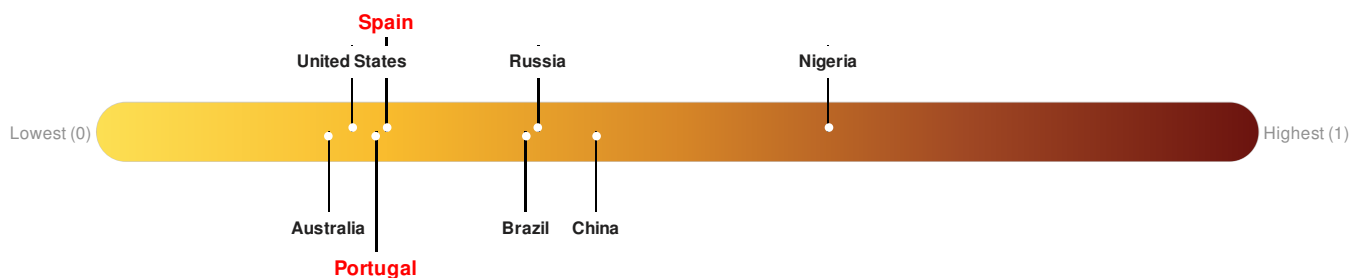 Spain
United States
Russia
Nigeria
Lowest (0)
Highest (1)
Australia
Brazil
China
Portugal